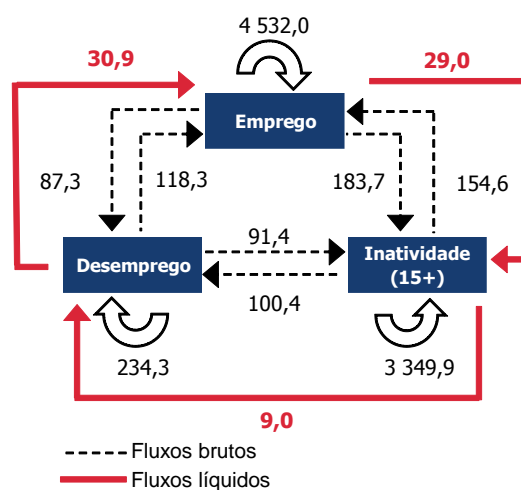 4 532,0
30,9
29,0
Emprego
87,3
118,3
183,7
154,6
Desemprego
91,4
Inatividade
(15+)
100,4
234,3
3 349,9
9,0
Fluxos brutos
Fluxos líquidos